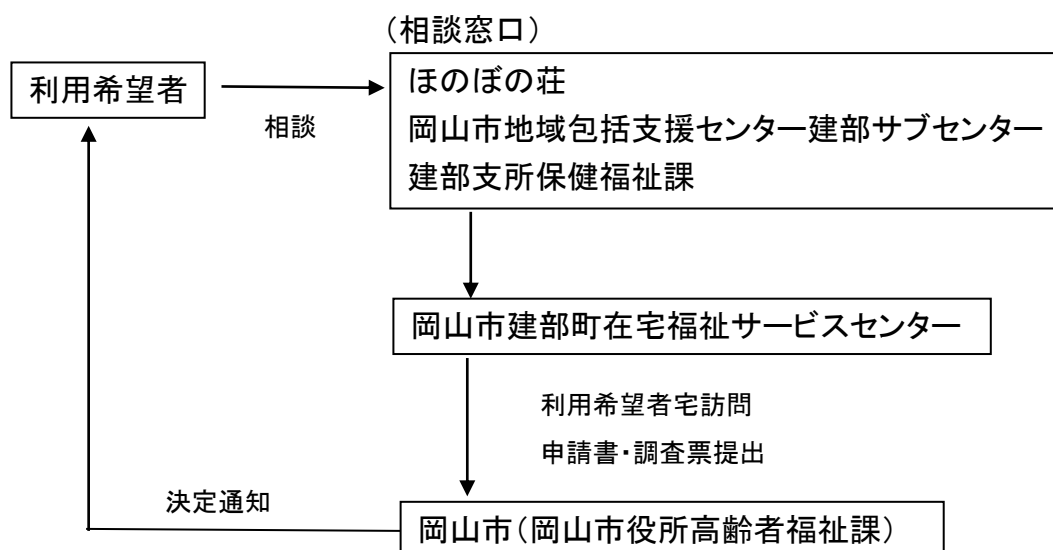 （相談窓口）
利用希望者
相談
ほのぼの荘
岡山市地域包括支援センター建部サブセンター
建部支所保健福祉課
岡山市建部町在宅福祉サービスセンター
利用希望者宅訪問
申請書・調査票提出
決定通知
岡山市（岡山市役所高齢者福祉課）